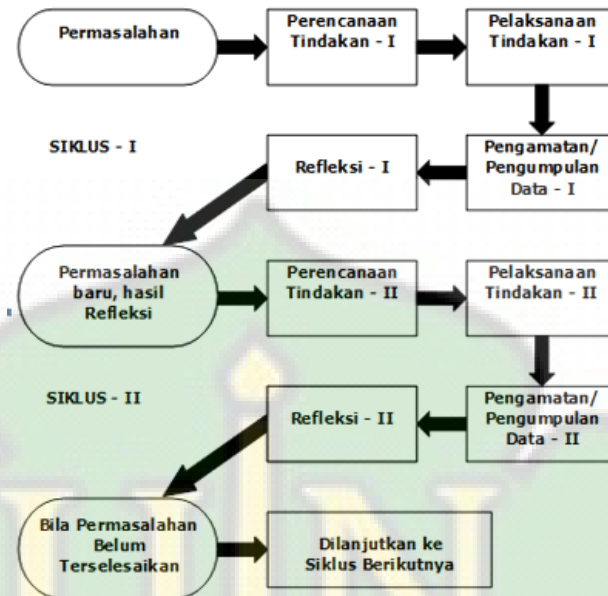 Permasalahan
Perencanaan
Tindakan - I
Pelaksanaan
Tindakan - I
SIKLUS - I
Refleksi - I
Pengamatan/
Pengumpulan
Data - I
Permasalahan
baru, hasil
Refleksi
Perencanaan
Tindakan - II
Pelaksanaan
Tindakan - II
SIKLUS - II
Refleksi - II
Pengamatan/
Pengumpulan
Data - II
Bila Permasalahan
Belum
Terselesaikan
Dilanjutkan ke
Siklus Berikutnya
UIN